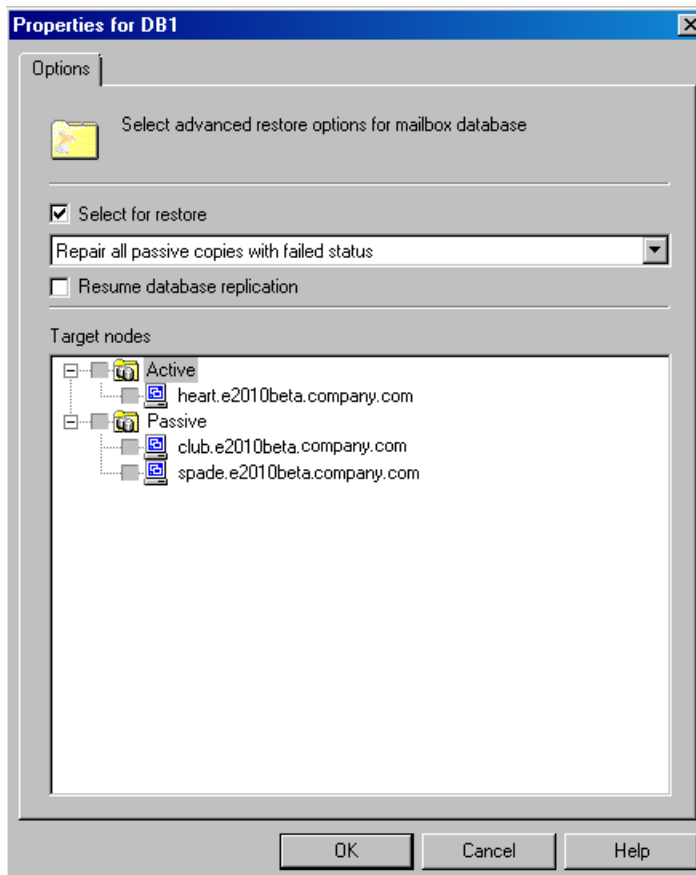 Properties for DB1
Options
Select advanced restore options for mailbox database
Select for restore
Repair all passive copies with failed status
Resume database replication
Target nodes
Active
heart.e2010beta.company.com
Passive
club.e2010beta.company.com
spade.e2010beta.company.com
OK
Cancel
Help